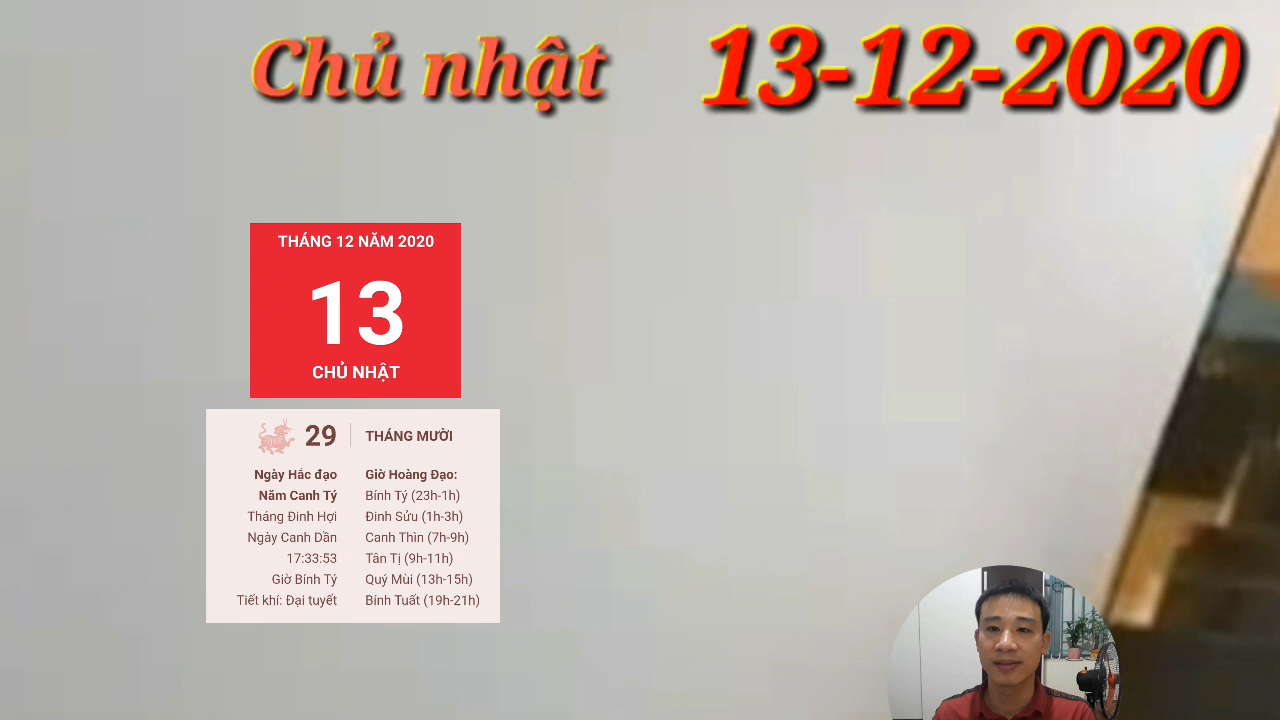 Chủ nhật 13-12-2020
THÁNG 12 NĂM 2020
13
CHỦ NHẬT
29 THÁNG MƯỜI
Ngày Hắc đạo
Năm Canh Tý
Tháng Đinh Hợi
Ngày Canh Dần
17:33:53
Giờ Bính Tý
Tiết khí: Đại tuyết
Giờ Hoàng Đạo:
Bính Tý (23h-1h)
Đinh Sửu (1h-3h)
Canh Thìn (7h-9h)
Tân Tị (9h-11h)
Quý Mùi (13h-15h)
Bính Tuất (19h-21h)